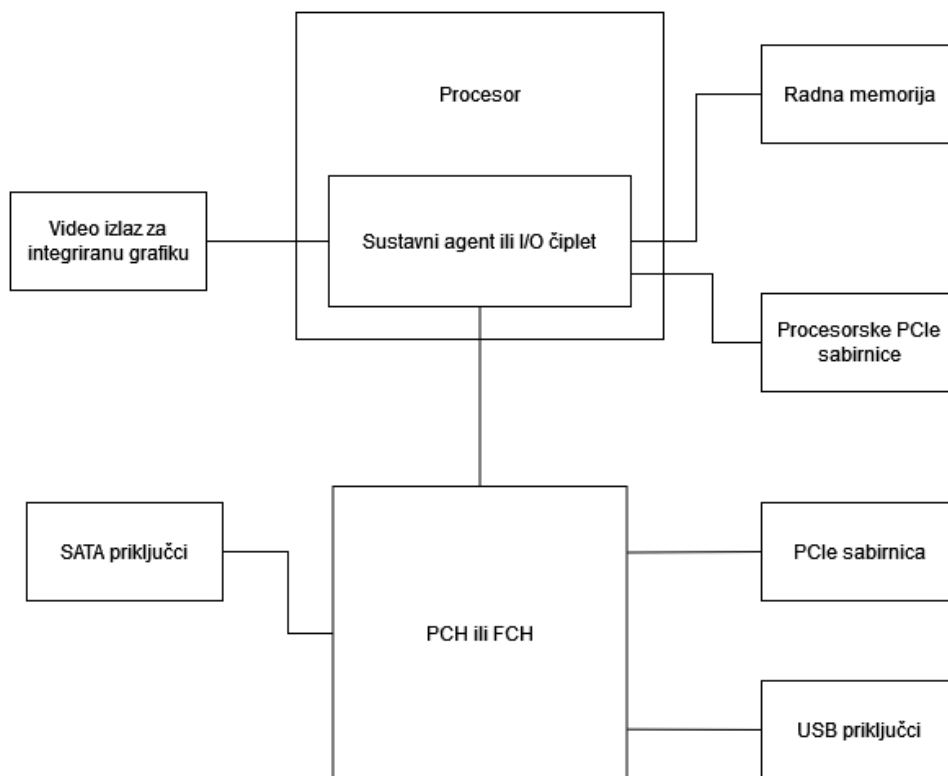 Procesor
Radna memorija
Video izlaz za
integriranu grafiku
Sustavni agent ili I/O čiplet
Procesorske PCIe
sabirnice
SATA priključci
PCIe sabirnica
PCH ili FCH
USB priključci